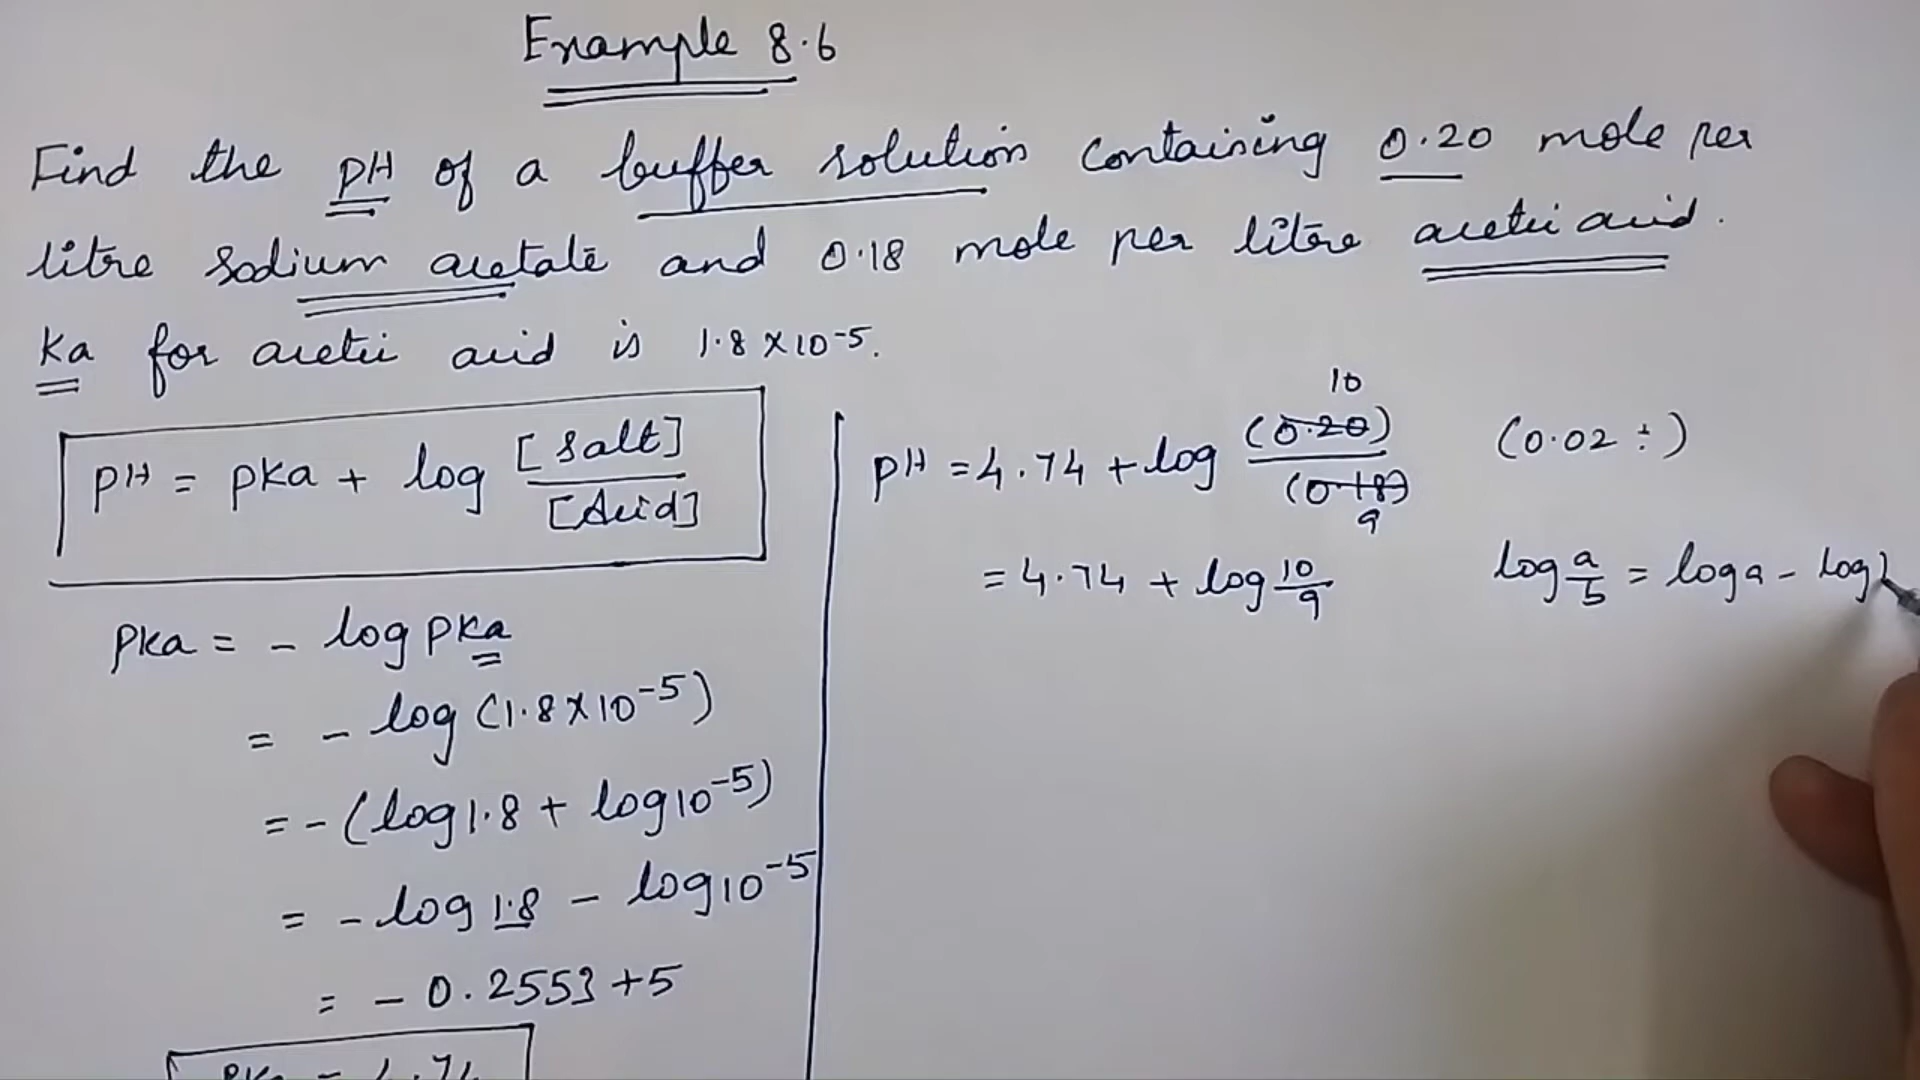 Example 8.6
Find the pH of a buffer solution containing 0.20 mole per
litre sodium acetate and 0.18 mole per litre acetic acid.
Ka for acetic acid is 1.8 × 10⁻⁵.
pH = pKa + log [Salt]/[Acid]
pKa = - log pKa
= - log (1.8×10⁻⁵)
= - (log 1.8 + log 10⁻⁵)
= - log 1.8 - log 10⁻⁵
= - 0.2553 + 5
pKa = 4.74
10
pH = 4.74 + log (0.20)/(0.18) (0.02 ÷)
9
= 4.74 + log 10/9 log a/b = log a - log